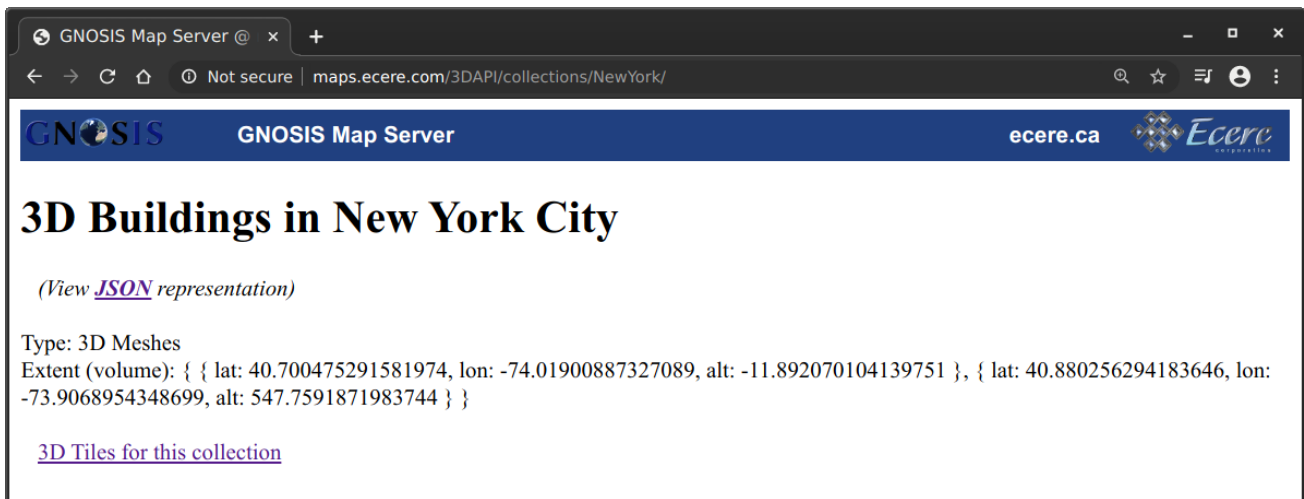 GNOSIS Map Server @
Not secure | maps.ecere.com/3DAPI/collections/NewYork/
GNOSIS GNOSIS Map Server ecere.ca Ecere
corporation
3D Buildings in New York City
(View JSON representation)
Type: 3D Meshes
Extent (volume): { { lat: 40.700475291581974, lon: -74.01900887327089, alt: -11.892070104139751 }, { lat: 40.880256294183646, lon:
-73.9068954348699, alt: 547.7591871983744 } }
3D Tiles for this collection